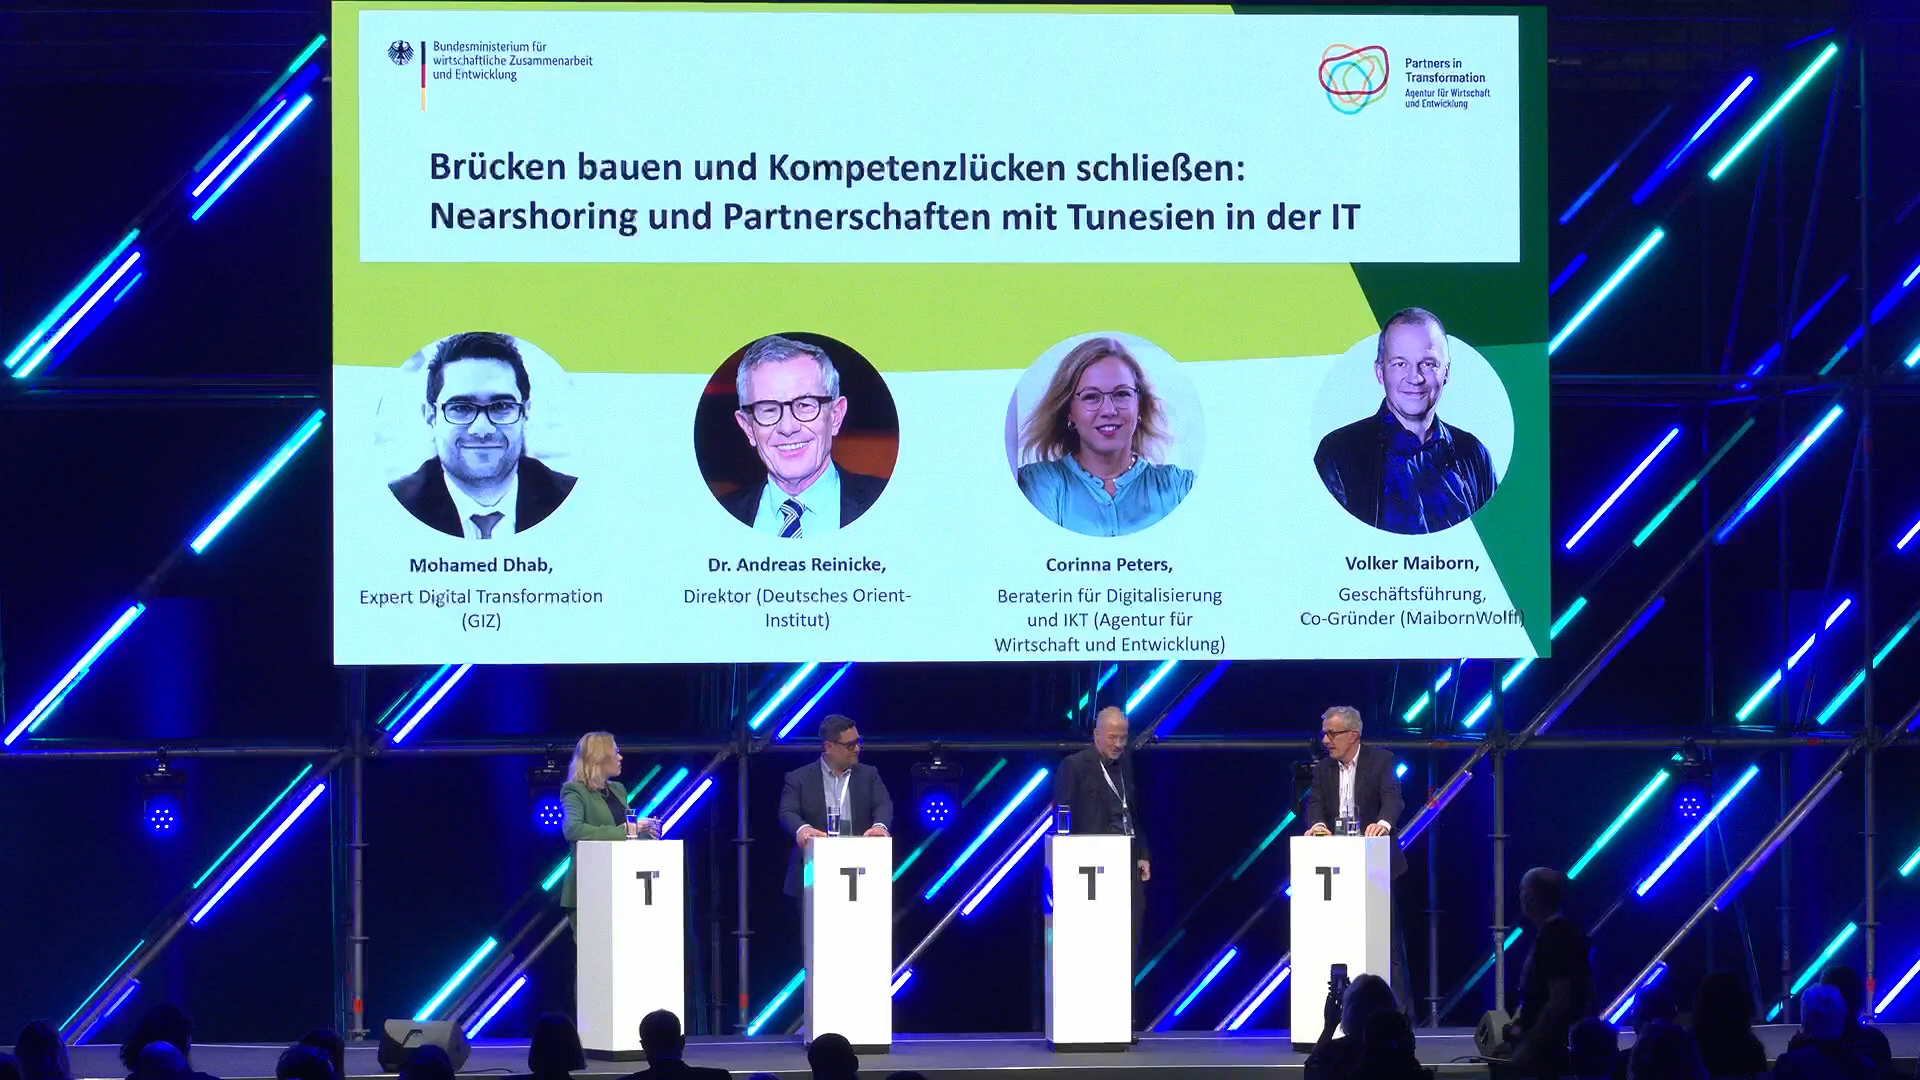 Bundesministerium für
wirtschaftliche Zusammenarbeit
und Entwicklung
Partners in
Transformation
Agentur für Wirtschaft
und Entwicklung
Brücken bauen und Kompetenzlücken schließen:
Nearshoring und Partnerschaften mit Tunesien in der IT
Mohamed Dhab,
Expert Digital Transformation
(GIZ)
Dr. Andreas Reinicke,
Direktor (Deutsches Orient-
Institut)
Corinna Peters,
Beraterin für Digitalisierung
und IKT (Agentur für
Wirtschaft und Entwicklung)
Volker Maiborn,
Geschäftsführung,
Co-Gründer (MaibornWolff)
T
T
T
T